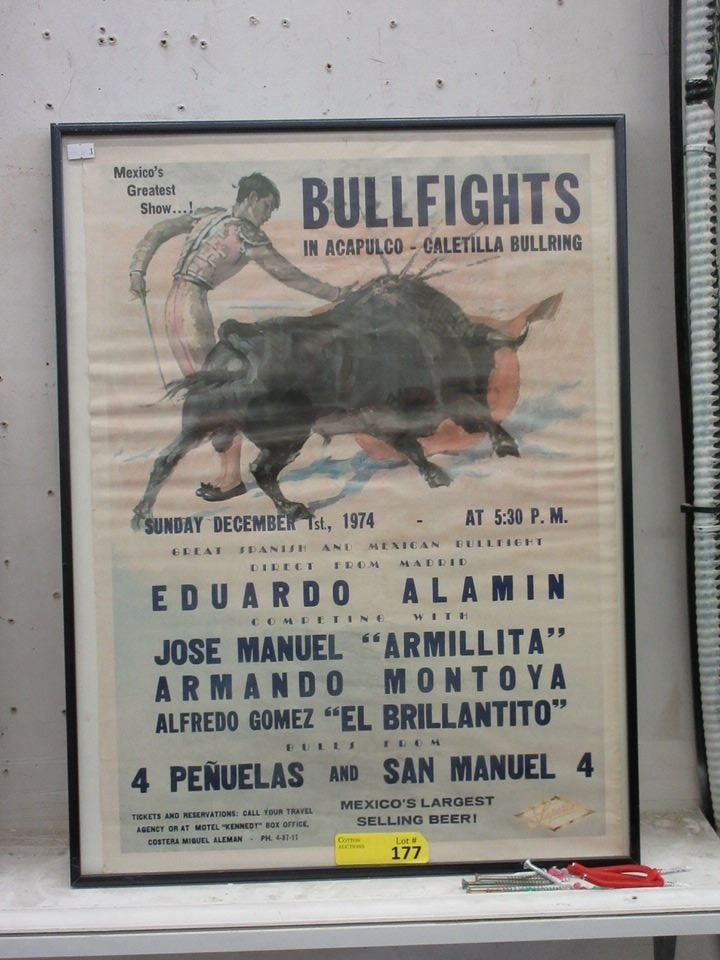 Mexico's
Greatest
Show...!
BULLFIGHTS
IN ACAPULCO - CALETILLA BULLRING
SUNDAY DECEMBER 1st., 1974 - AT 5:30 P. M.
GREAT SPANISH AND MEXICAN BULLFIGHT
DIRECT FROM MADRID
EDUARDO ALAMIN
COMPETING WITH
JOSE MANUEL "ARMILLITA"
ARMANDO MONTOYA
ALFREDO GOMEZ "EL BRILLANTITO"
BULLS FROM
4 PEÑUELAS AND SAN MANUEL 4
TICKETS AND RESERVATIONS: CALL YOUR TRAVEL
AGENCY OR AT MOTEL "KENNEDY" BOX OFFICE,
COSTERA MIGUEL ALEMAN - PH. 4-37-11
MEXICO'S LARGEST
SELLING BEER!
COTTON
AUCTIONS
Lot #
177